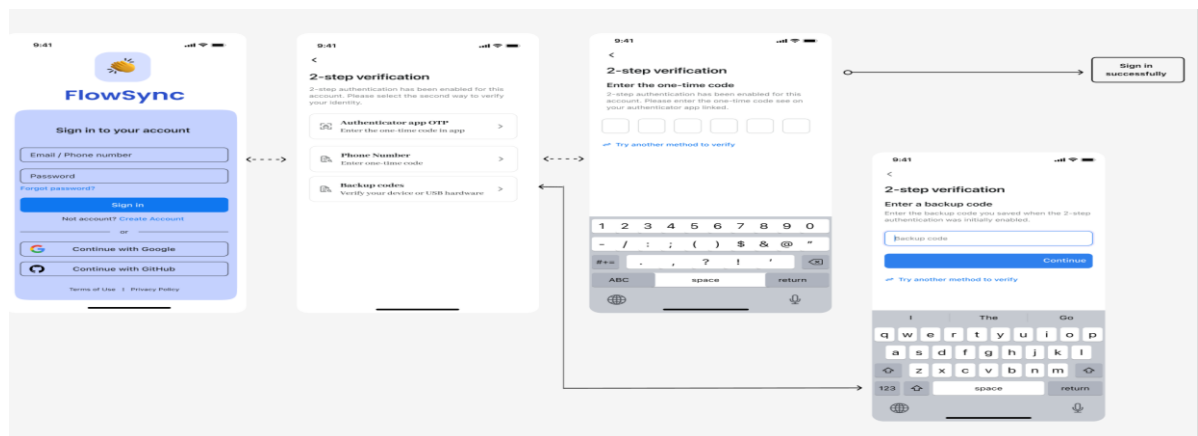 9:41
FlowSync
Sign in to your account
Email / Phone number
Password
Forgot password?
Sign in
Not account? Create Account
or
Continue with Google
Continue with GitHub
Terms of Use | Privacy Policy
9:41
<
2-step verification
2-step authentication has been enabled for this
account. Please select the second way to verify
your identity.
Authenticator app OTP
Enter the one-time code in app
>
Phone Number
Enter one-time code
>
Backup codes
Verify your device or USB hardware
>
9:41
<
2-step verification
Enter the one-time code
2-step authentication has been enabled for this
account. Please enter the one-time code see on
your authenticator app linked.
Try another method to verify
1 2 3 4 5 6 7 8 9 0
- / : ; ( ) $ & @ "
#+= . , ? ! '
ABC space return
Sign in
successfully
9:41
<
2-step verification
Enter a backup code
Enter the backup code you saved when the 2-step
authentication was initially enabled.
Backup code
Continue
Try another method to verify
I The Go
q w e r t y u i o p
a s d f g h j k l
z x c v b n m
123 space return